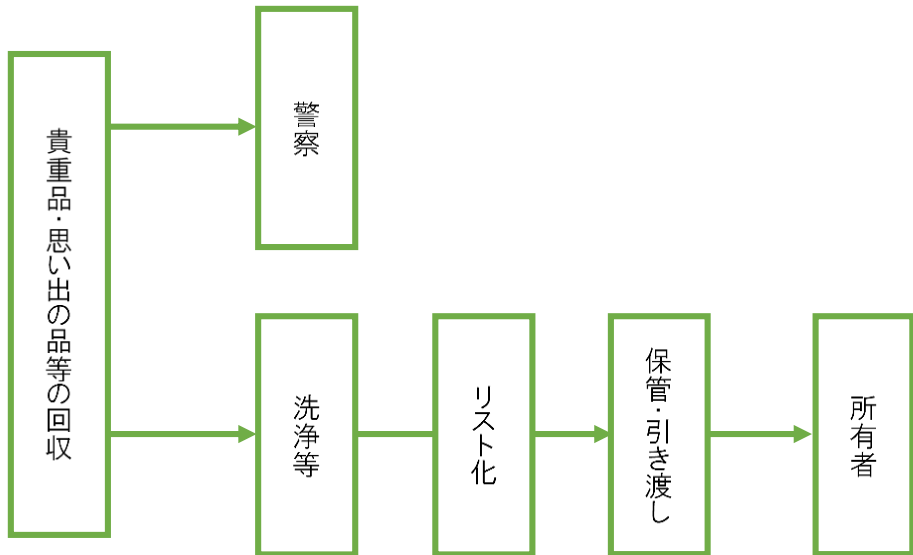 貴重品・思い出の品等の回収
警察
洗浄等
リスト化
保管・引き渡し
所有者